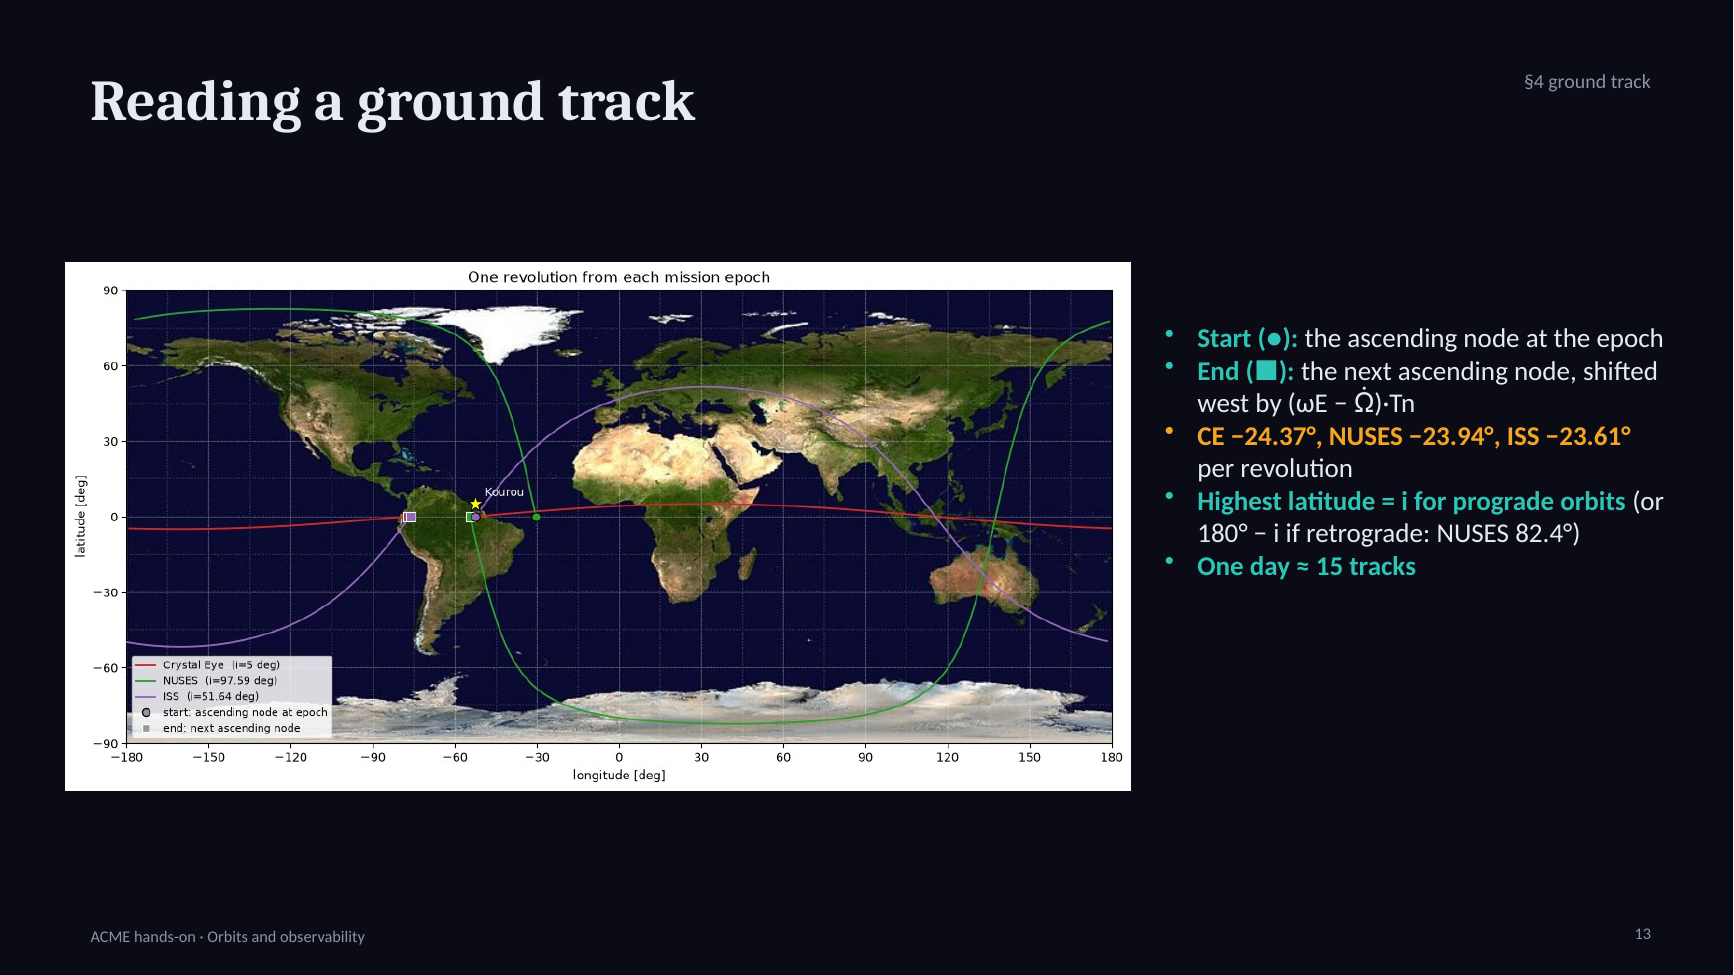 Reading a ground track
§4 ground track
One revolution from each mission epoch
90
60
30
0
−30
−60
−90
latitude [deg]
Kourou
Crystal Eye (i=5 deg)
NUSES (i=97.59 deg)
ISS (i=51.64 deg)
start: ascending node at epoch
end: next ascending node
−180 −150 −120 −90 −60 −30 0 30 60 90 120 150 180
longitude [deg]
• Start (●): the ascending node at the epoch
• End (■): the next ascending node, shifted
west by (ωE − Ω̇)·Tn
• CE −24.37°, NUSES −23.94°, ISS −23.61°
per revolution
• Highest latitude = i for prograde orbits (or
180° − i if retrograde: NUSES 82.4°)
• One day ≈ 15 tracks
ACME hands-on · Orbits and observability
13